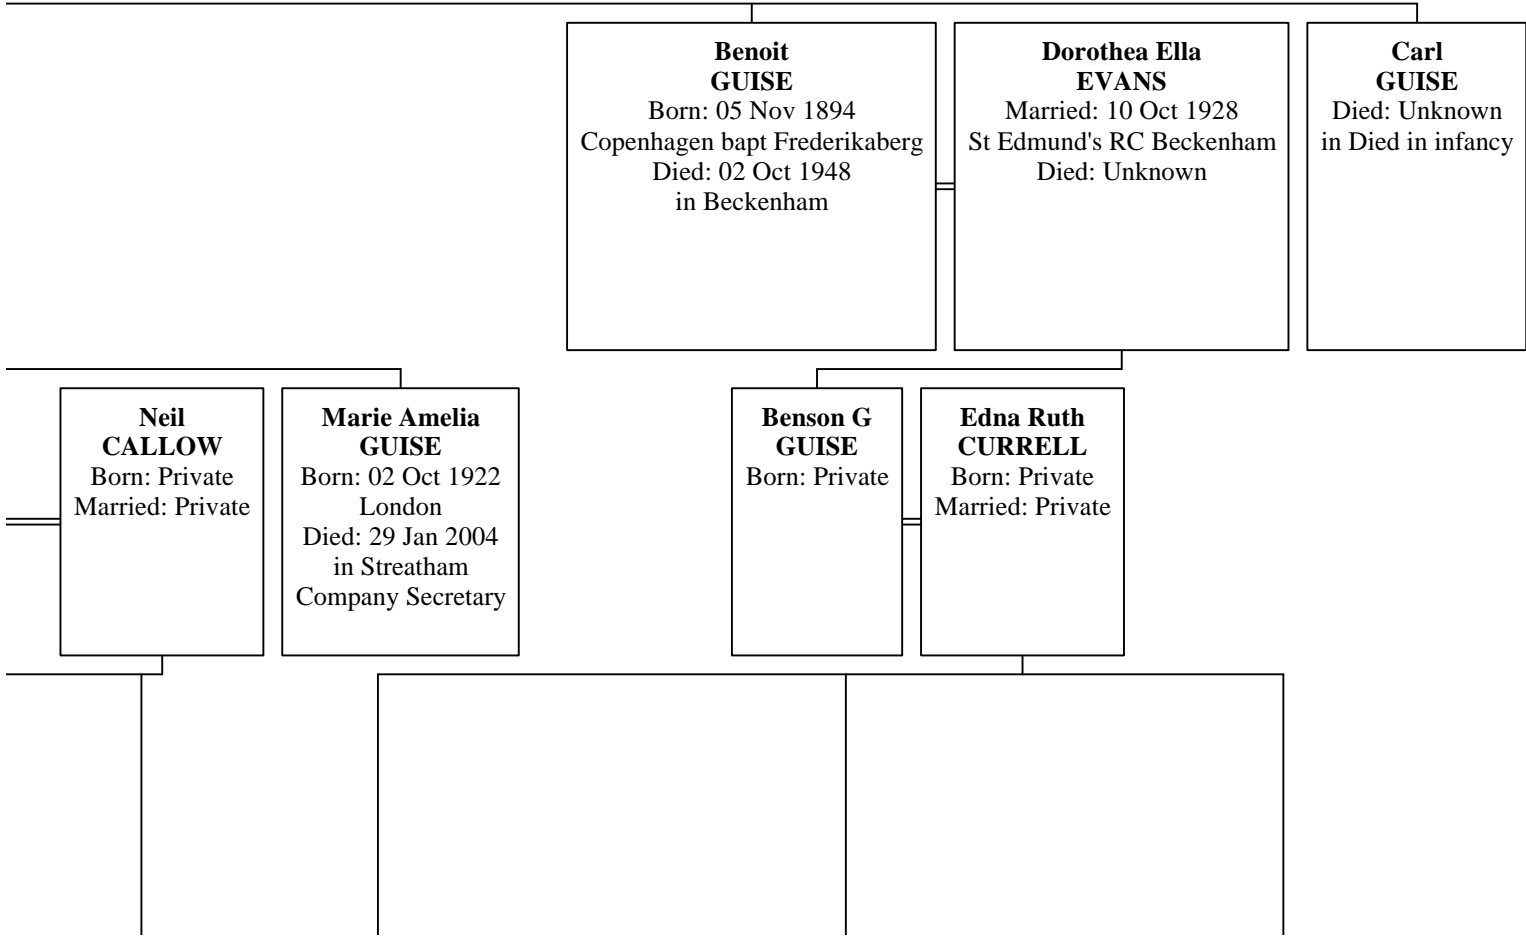 Benoit
GUISE
Born: 05 Nov 1894
Copenhagen bapt Frederikaberg
Died: 02 Oct 1948
in Beckenham
Dorothea Ella
EVANS
Married: 10 Oct 1928
St Edmund's RC Beckenham
Died: Unknown
Carl
GUISE
Died: Unknown
in Died in infancy
Neil
CALLOW
Born: Private
Married: Private
Marie Amelia
GUISE
Born: 02 Oct 1922
London
Died: 29 Jan 2004
in Streatham
Company Secretary
Benson G
GUISE
Born: Private
Edna Ruth
CURRELL
Born: Private
Married: Private